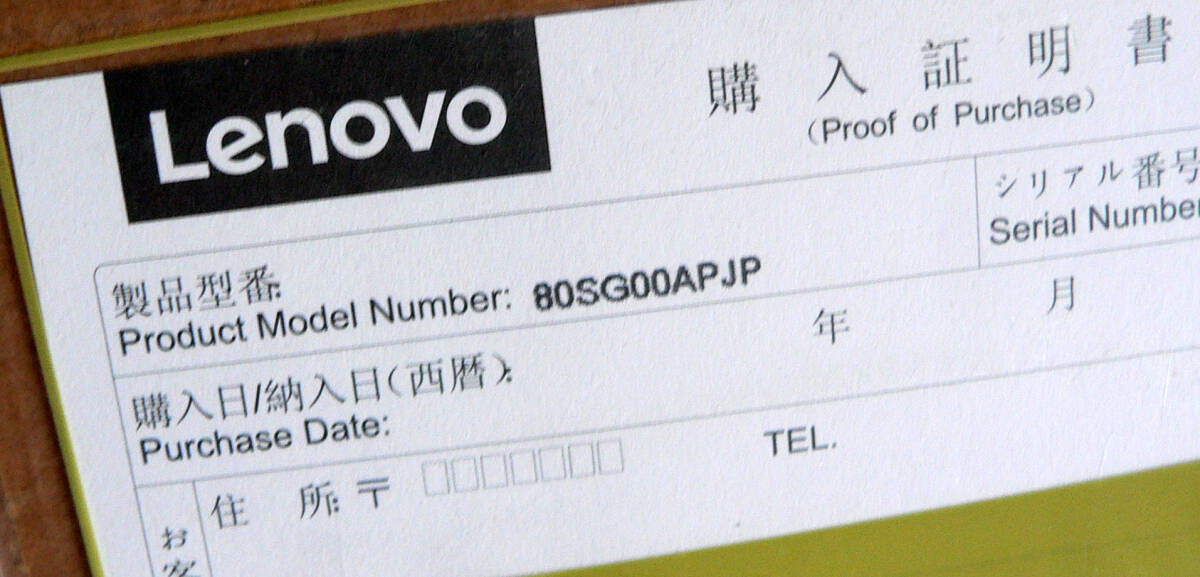 Lenovo
購入証明書
(Proof of Purchase)
シリアル番号
Serial Number
製品型番:
Product Model Number: 80SG00APJP
購入日/納入日(西暦):
年 月
Purchase Date:
住 所: 〒
TEL.
お
客